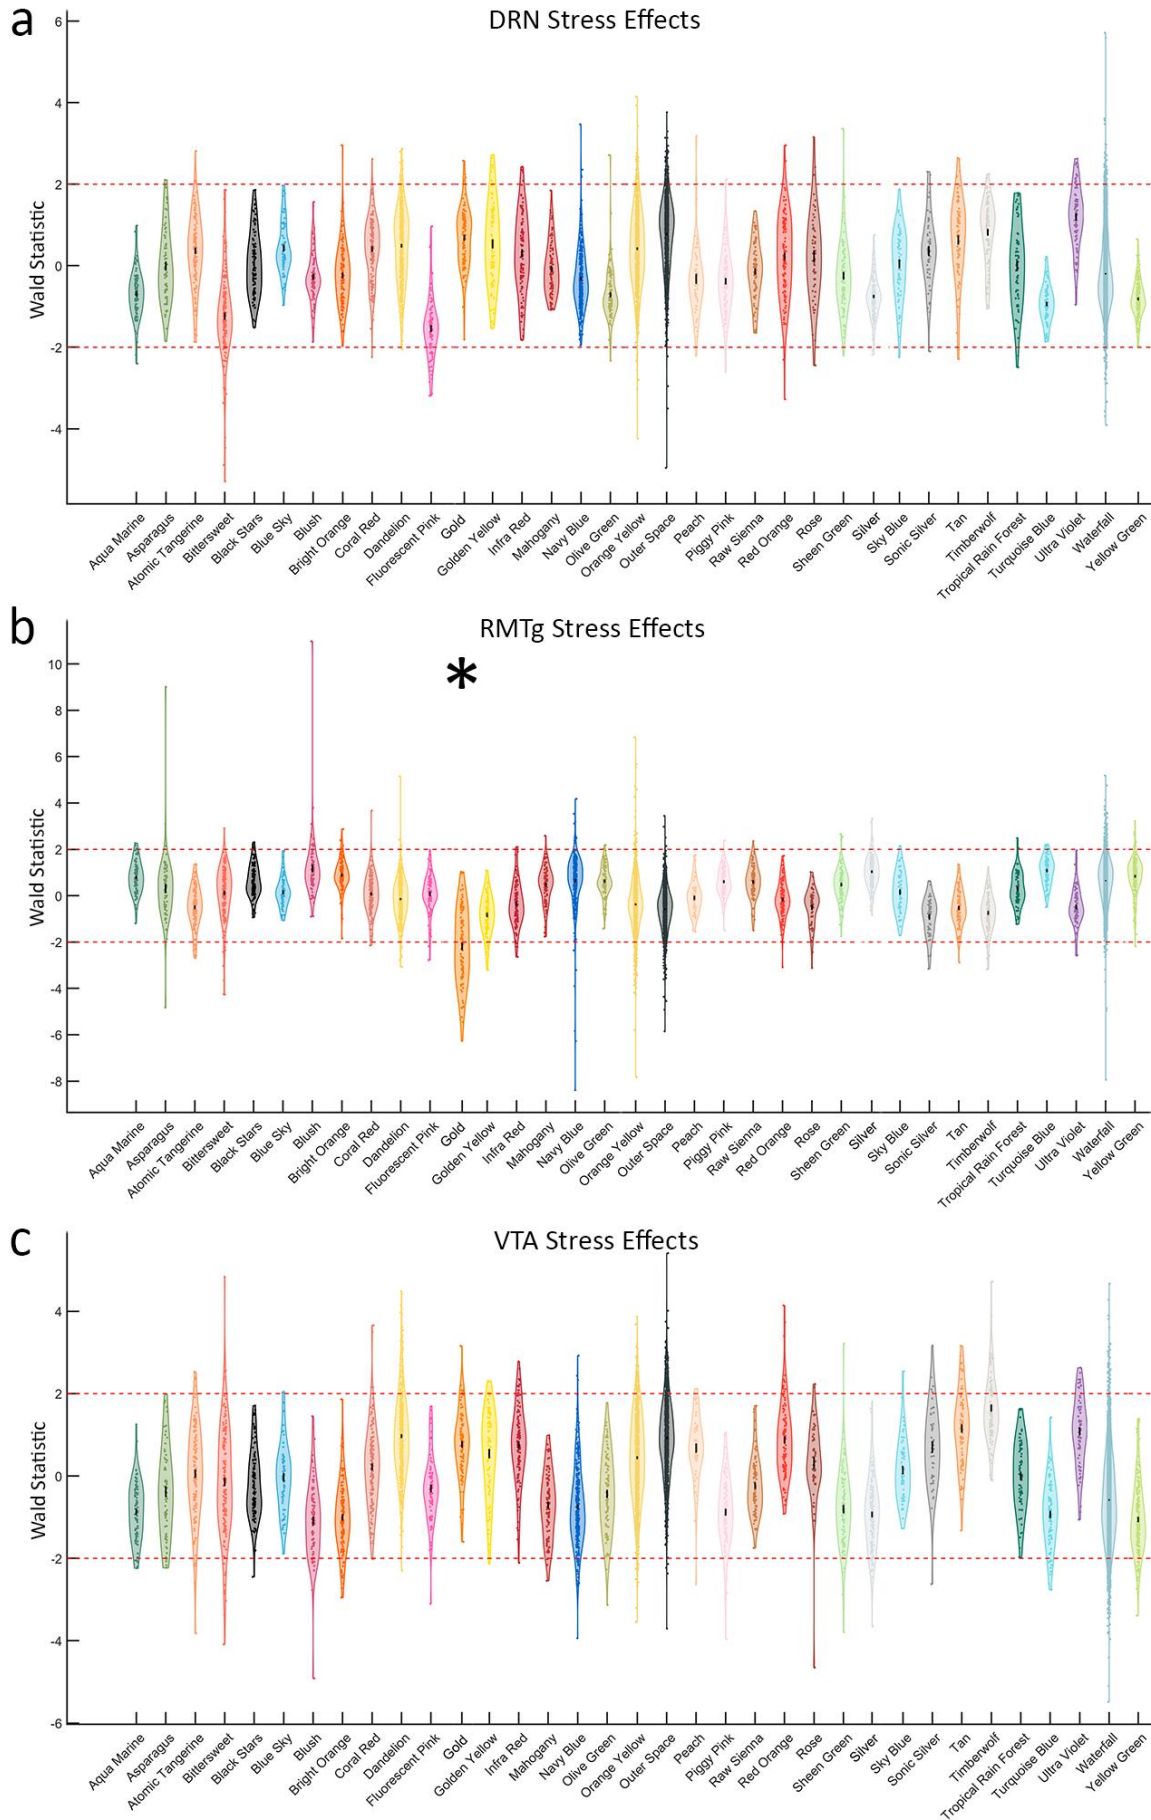 a
DRN Stress Effects
Wald Statistic
6
4
2
0
-2
-4
Aqua Marine
Asparagus
Atomic Tangerine
Bittersweet
Black Stars
Blue Sky
Blush
Bright Orange
Coral Red
Dandelion
Fluorescent Pink
Gold
Golden Yellow
Infra Red
Mahogany
Navy Blue
Olive Green
Orange Yellow
Outer Space
Peach
Piggy Pink
Raw Sienna
Red Orange
Rose
Sheen Green
Silver
Sky Blue
Sonic Silver
Tan
Timberwolf
Tropical Rain Forest
Turquoise Blue
Ultra Violet
Waterfall
Yellow Green
b
RMTg Stress Effects
*
Wald Statistic
10
8
6
4
2
0
-2
-4
-6
-8
Aqua Marine
Asparagus
Atomic Tangerine
Bittersweet
Black Stars
Blue Sky
Blush
Bright Orange
Coral Red
Dandelion
Fluorescent Pink
Gold
Golden Yellow
Infra Red
Mahogany
Navy Blue
Olive Green
Orange Yellow
Outer Space
Peach
Piggy Pink
Raw Sienna
Red Orange
Rose
Sheen Green
Silver
Sky Blue
Sonic Silver
Tan
Timberwolf
Tropical Rain Forest
Turquoise Blue
Ultra Violet
Waterfall
Yellow Green
c
VTA Stress Effects
Wald Statistic
4
2
0
-2
-4
-6
Aqua Marine
Asparagus
Atomic Tangerine
Bittersweet
Black Stars
Blue Sky
Blush
Bright Orange
Coral Red
Dandelion
Fluorescent Pink
Gold
Golden Yellow
Infra Red
Mahogany
Navy Blue
Olive Green
Orange Yellow
Outer Space
Peach
Piggy Pink
Raw Sienna
Red Orange
Rose
Sheen Green
Silver
Sky Blue
Sonic Silver
Tan
Timberwolf
Tropical Rain Forest
Turquoise Blue
Ultra Violet
Waterfall
Yellow Green